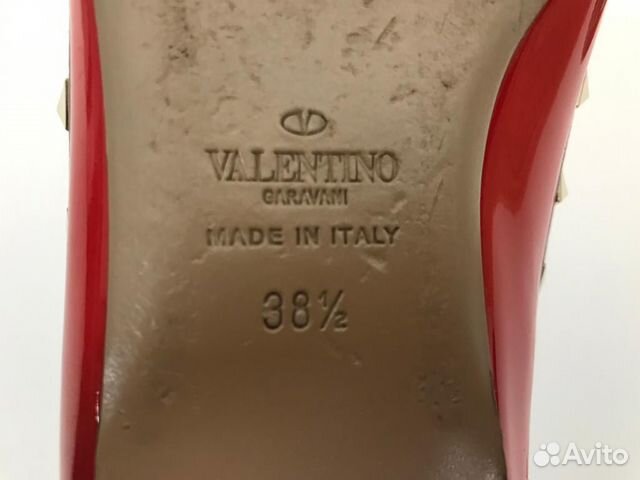 VALENTINO
GARAVANI
MADE IN ITALY
38½
Avito